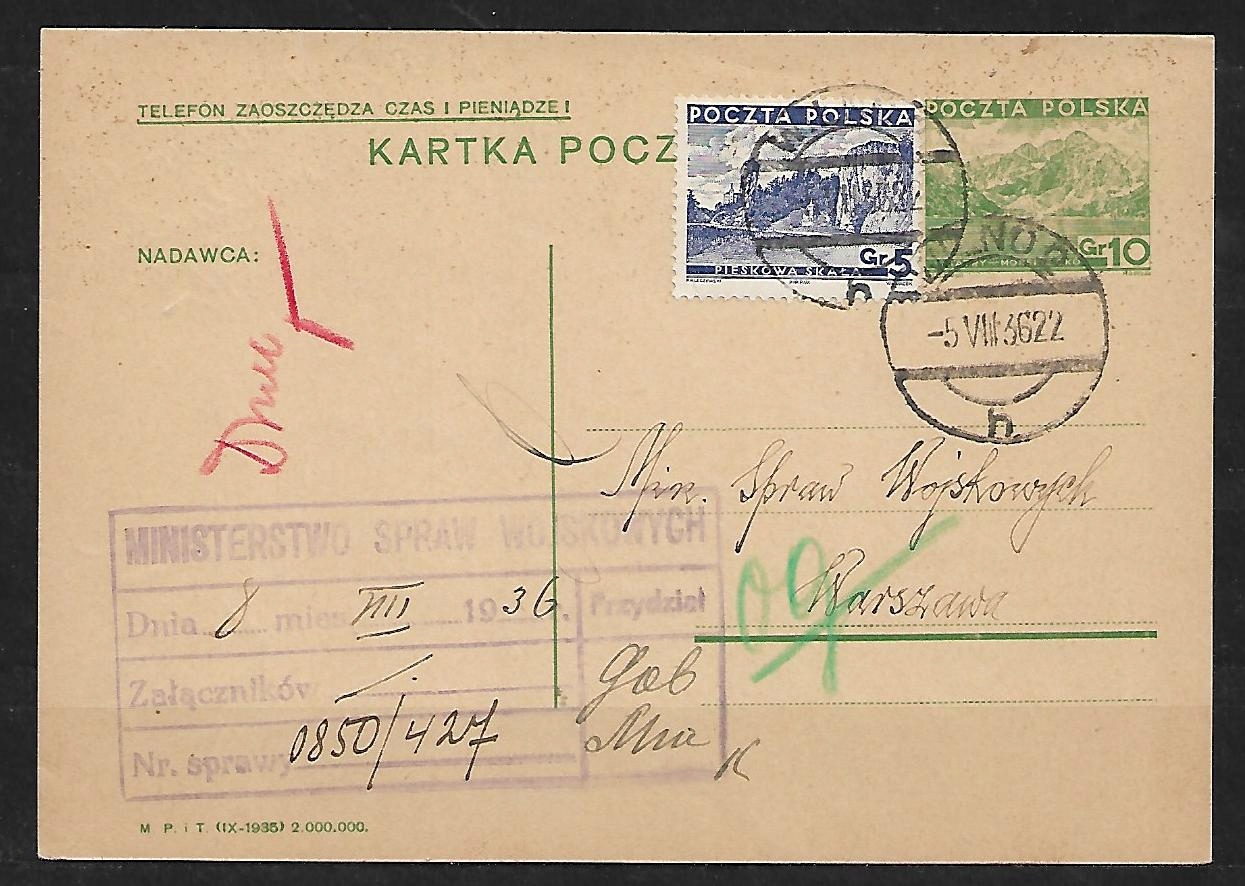 TELEFON ZAOSZCZĘDZA CZAS I PIENIĄDZE!
KARTKA POCZ
POCZTA POLSKA
Gr 5
PIESKOWA SKAŁA
POCZTA POLSKA
Gr 10
NADAWCA:
-5 VIII 36 22
h
h
Min. Spraw Wojskowych
Warszawa
MINISTERSTWO SPRAW WOJSKOWYCH
Dnia 8 mies VIII 1936. Przydział
Załączników
Gab
Nr. sprawy 0850/427
M P. i T. (IX-1935) 2.000.000.